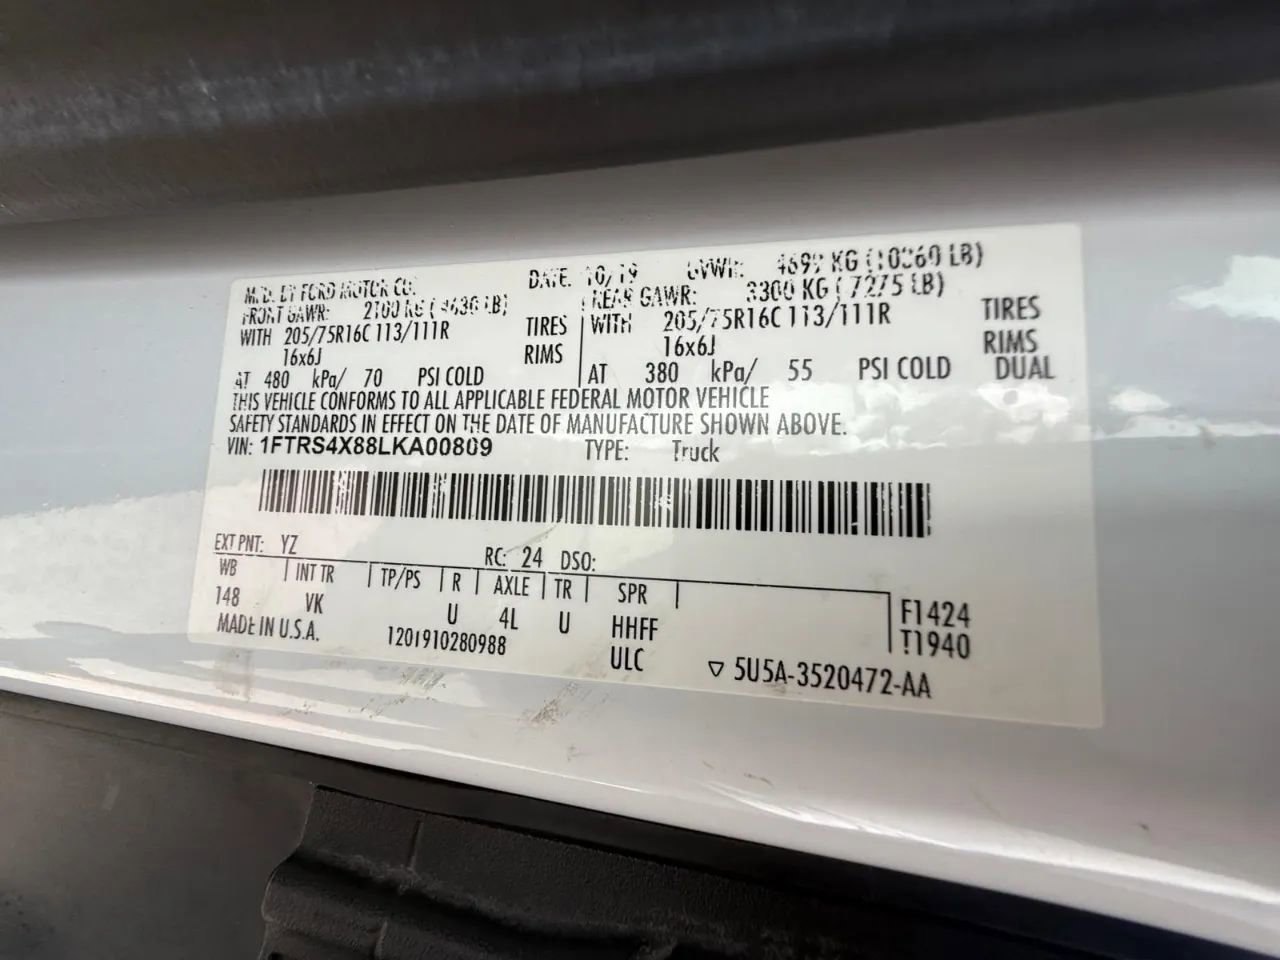 MFD. BY FORD MOTOR CO. DATE: 10/19 GVWR: 4699 KG (10360 LB)
FRONT GAWR: 2100 KG (4630 LB) REAR GAWR: 3300 KG (7275 LB)
WITH 205/75R16C 113/111R TIRES WITH 205/75R16C 113/111R TIRES
16x6J RIMS 16x6J RIMS
AT 480 kPa/ 70 PSI COLD AT 380 kPa/ 55 PSI COLD DUAL
THIS VEHICLE CONFORMS TO ALL APPLICABLE FEDERAL MOTOR VEHICLE
SAFETY STANDARDS IN EFFECT ON THE DATE OF MANUFACTURE SHOWN ABOVE.
VIN: 1FTRS4X88LKA00809 TYPE: Truck
EXT PNT: YZ RC: 24 DSO:
WB INT TR TP/PS R AXLE TR SPR
148 VK U 4L U HHFF F1424
MADE IN U.S.A. 1201910280988 ULC T1940
5U5A-3520472-AA